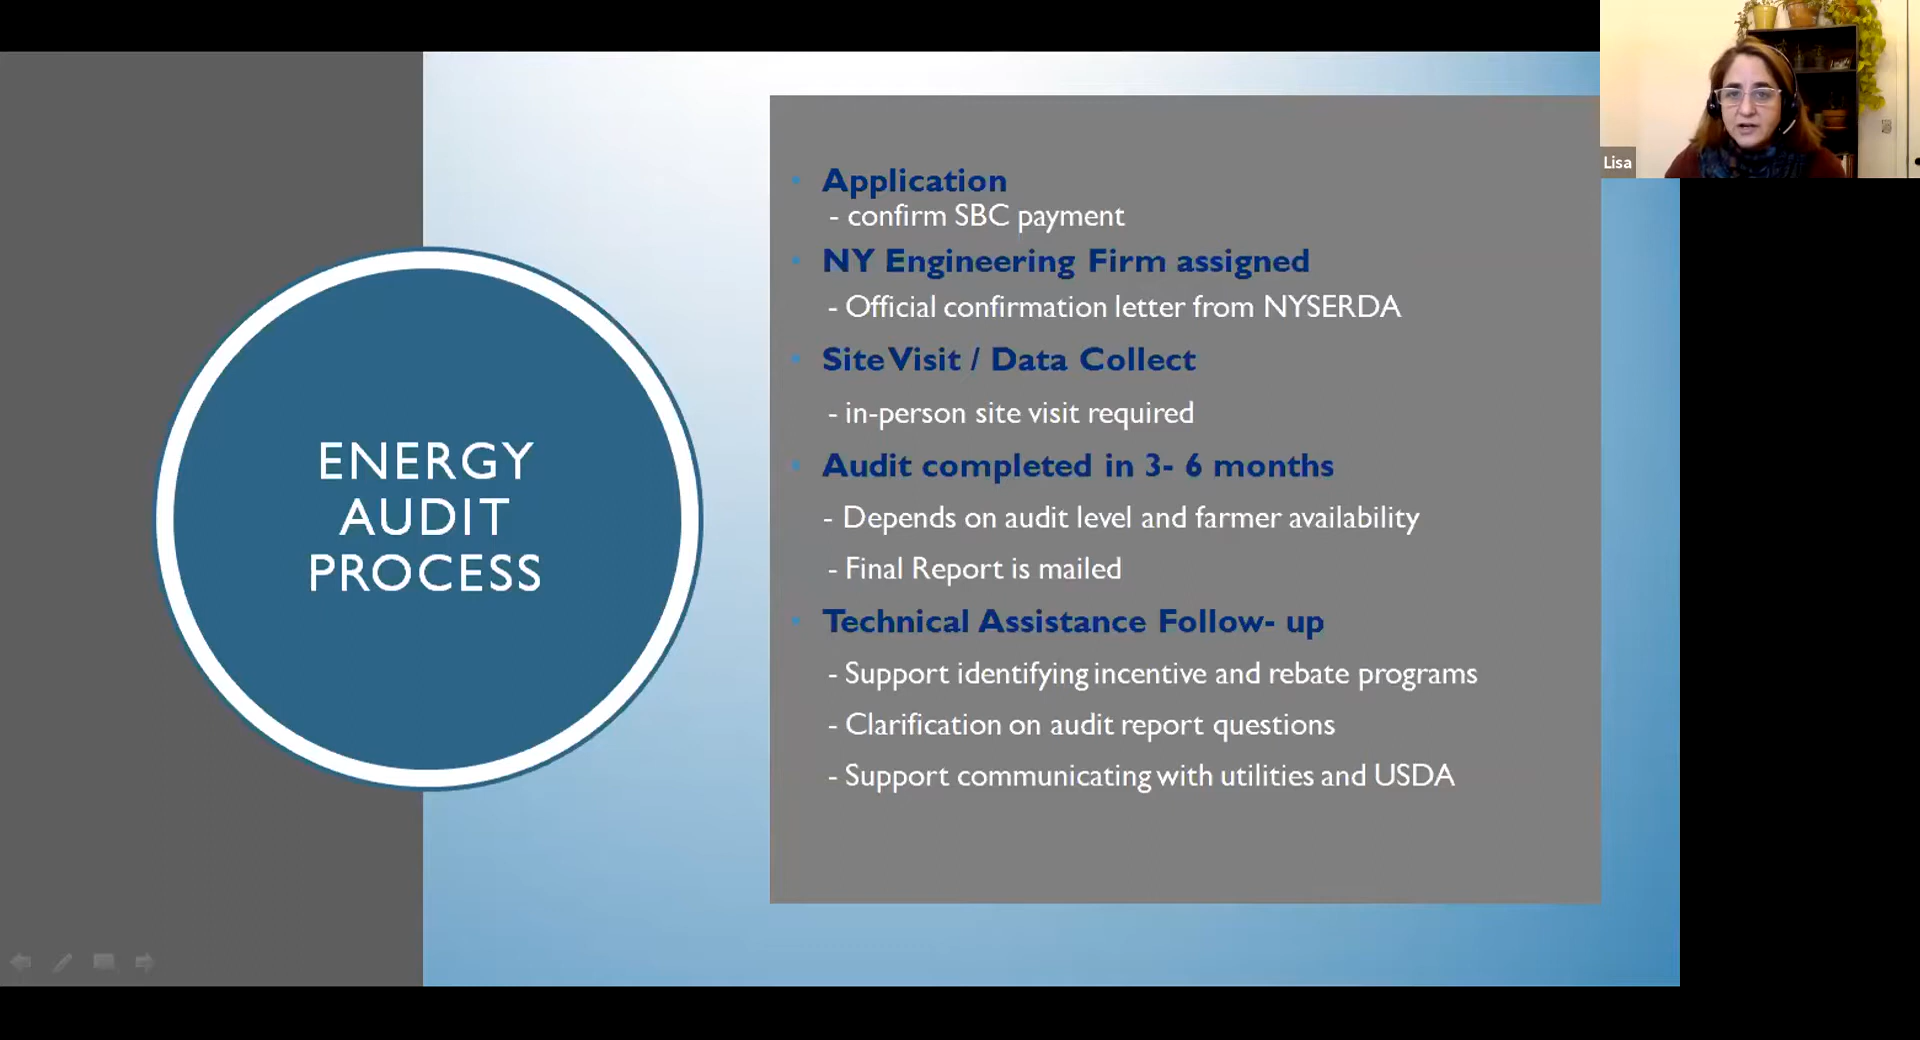 Lisa
ENERGY
AUDIT
PROCESS
• Application
- confirm SBC payment
• NY Engineering Firm assigned
- Official confirmation letter from NYSERDA
• Site Visit / Data Collect
- in-person site visit required
• Audit completed in 3- 6 months
- Depends on audit level and farmer availability
- Final Report is mailed
• Technical Assistance Follow- up
- Support identifying incentive and rebate programs
- Clarification on audit report questions
- Support communicating with utilities and USDA